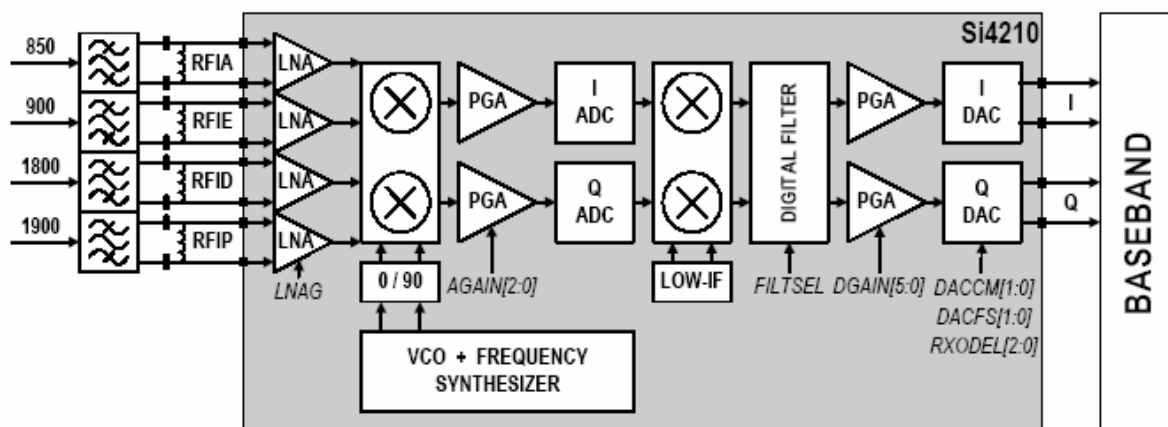 Si4210
850
RFIA
LNA
PGA
I
ADC
PGA
I
DAC
I
900
RFIE
LNA
DIGITAL FILTER
1800
RFID
LNA
PGA
Q
ADC
PGA
Q
DAC
Q
1900
RFIP
LNA
BASEBAND
LNAG
0 / 90
AGAIN[2:0]
LOW-IF
FILTSEL
DGAIN[5:0]
DACCM[1:0]
DACFS[1:0]
RXODEL[2:0]
VCO + FREQUENCY
SYNTHESIZER